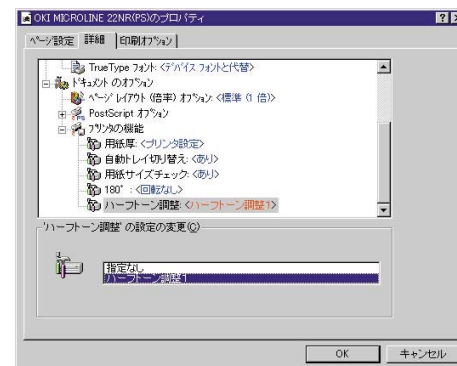 OKI MICROLINE 22NR(PS)のプロパティ
ページ設定 詳細 印刷オプション
TrueType フォント: <デバイス フォントと代替>
ドキュメント のオプション
ページ レイアウト (倍率) オプション: <標準 (1 倍)>
PostScript オプション
プリンタの機能
用紙厚: <プリンタ設定>
自動トレイ切り替え: <あり>
用紙サイズチェック: <あり>
180° : <回転なし>
ハーフトーン調整: <ハーフトーン調整1>
'ハーフトーン調整' の設定の変更(C)
指定なし
ハーフトーン調整1
OK キャンセル